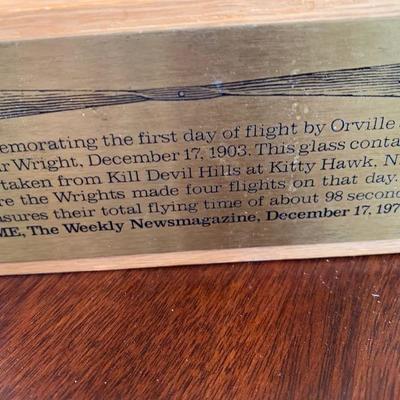 emorating the first day of flight by Orville
r Wright, December 17, 1903. This glass conta
taken from Kill Devil Hills at Kitty Hawk, N
re the Wrights made four flights on that day.
sures their total flying time of about 98 second
ME, The Weekly Newsmagazine, December 17, 197